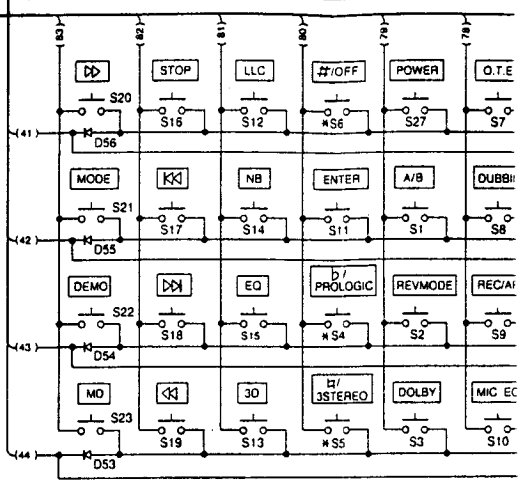 83 82 81 80 79 78
STOP LLC #/OFF POWER O.T.E
S20 S16 S12 *S6 S27 S7
41 D56
MODE NB ENTER A/B DUBBI
S21 S17 S14 S11 S1 S8
42 D55
DEMO EQ b/ PROLOGIC REVMODE REC/A
S22 S18 S15 *S4 S2 S9
43 D54
MD 3D ♮/ 3STEREO DOLBY MIC EC
S23 S19 S13 *S5 S3 S10
44 D53